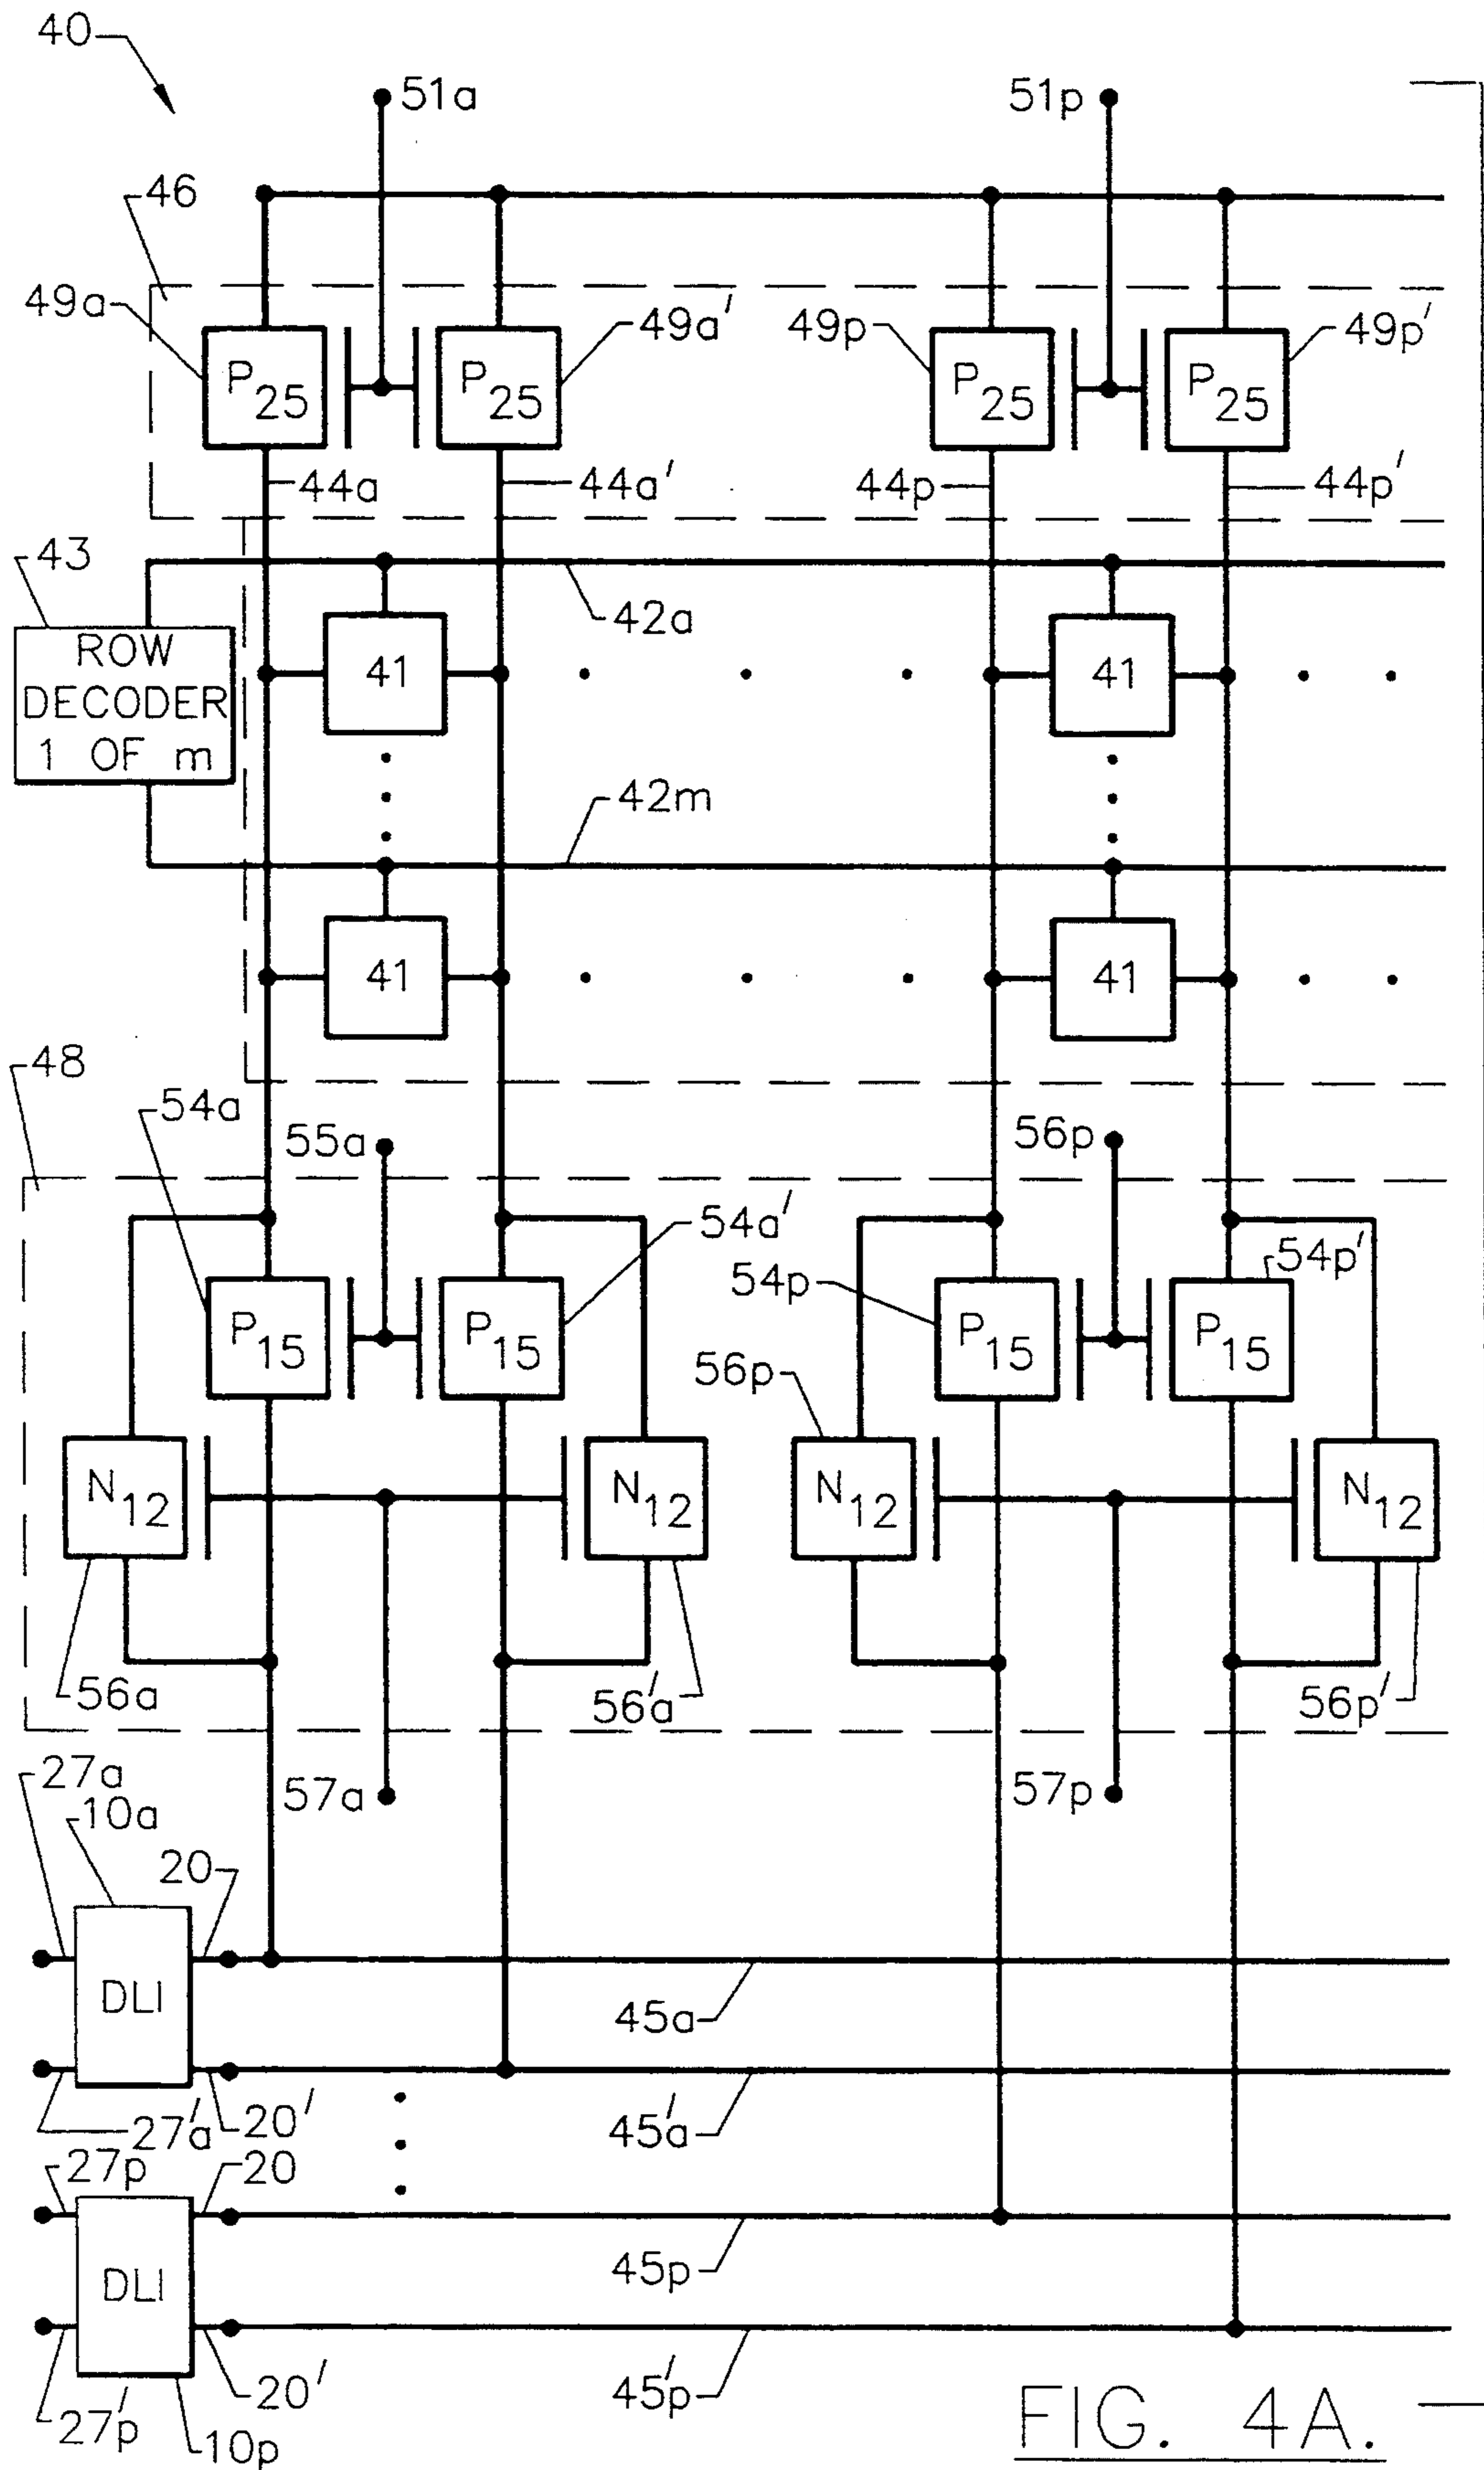 40
51a 51p
46
49a 49a' 49p 49p'
P25 P25 P25 P25
44a 44a' 44p 44p'
43
42a
ROW
DECODER
1 OF m
41 41
42m
41 41
48
54a
55a 56p
54a' 54p'
54p
P15 P15 P15 P15
56p
N12 N12 N12 N12
56a 56'a 56p'
27a 57a 57p
10a
20
DLI
45a
27'a 20' 45'a
27p 20
DLI
45p
27'p 20' 45'p
10p
FIG. 4A.